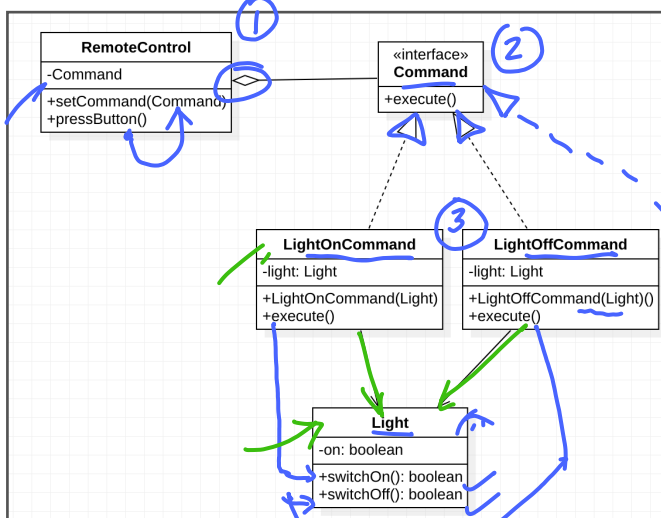 1
RemoteControl
-Command
+setCommand(Command)
+pressButton()
«interface»
Command
+execute()
2
3
LightOnCommand
-light: Light
+LightOnCommand(Light)
+execute()
LightOffCommand
-light: Light
+LightOffCommand(Light)()
+execute()
Light
-on: boolean
+switchOn(): boolean
+switchOff(): boolean